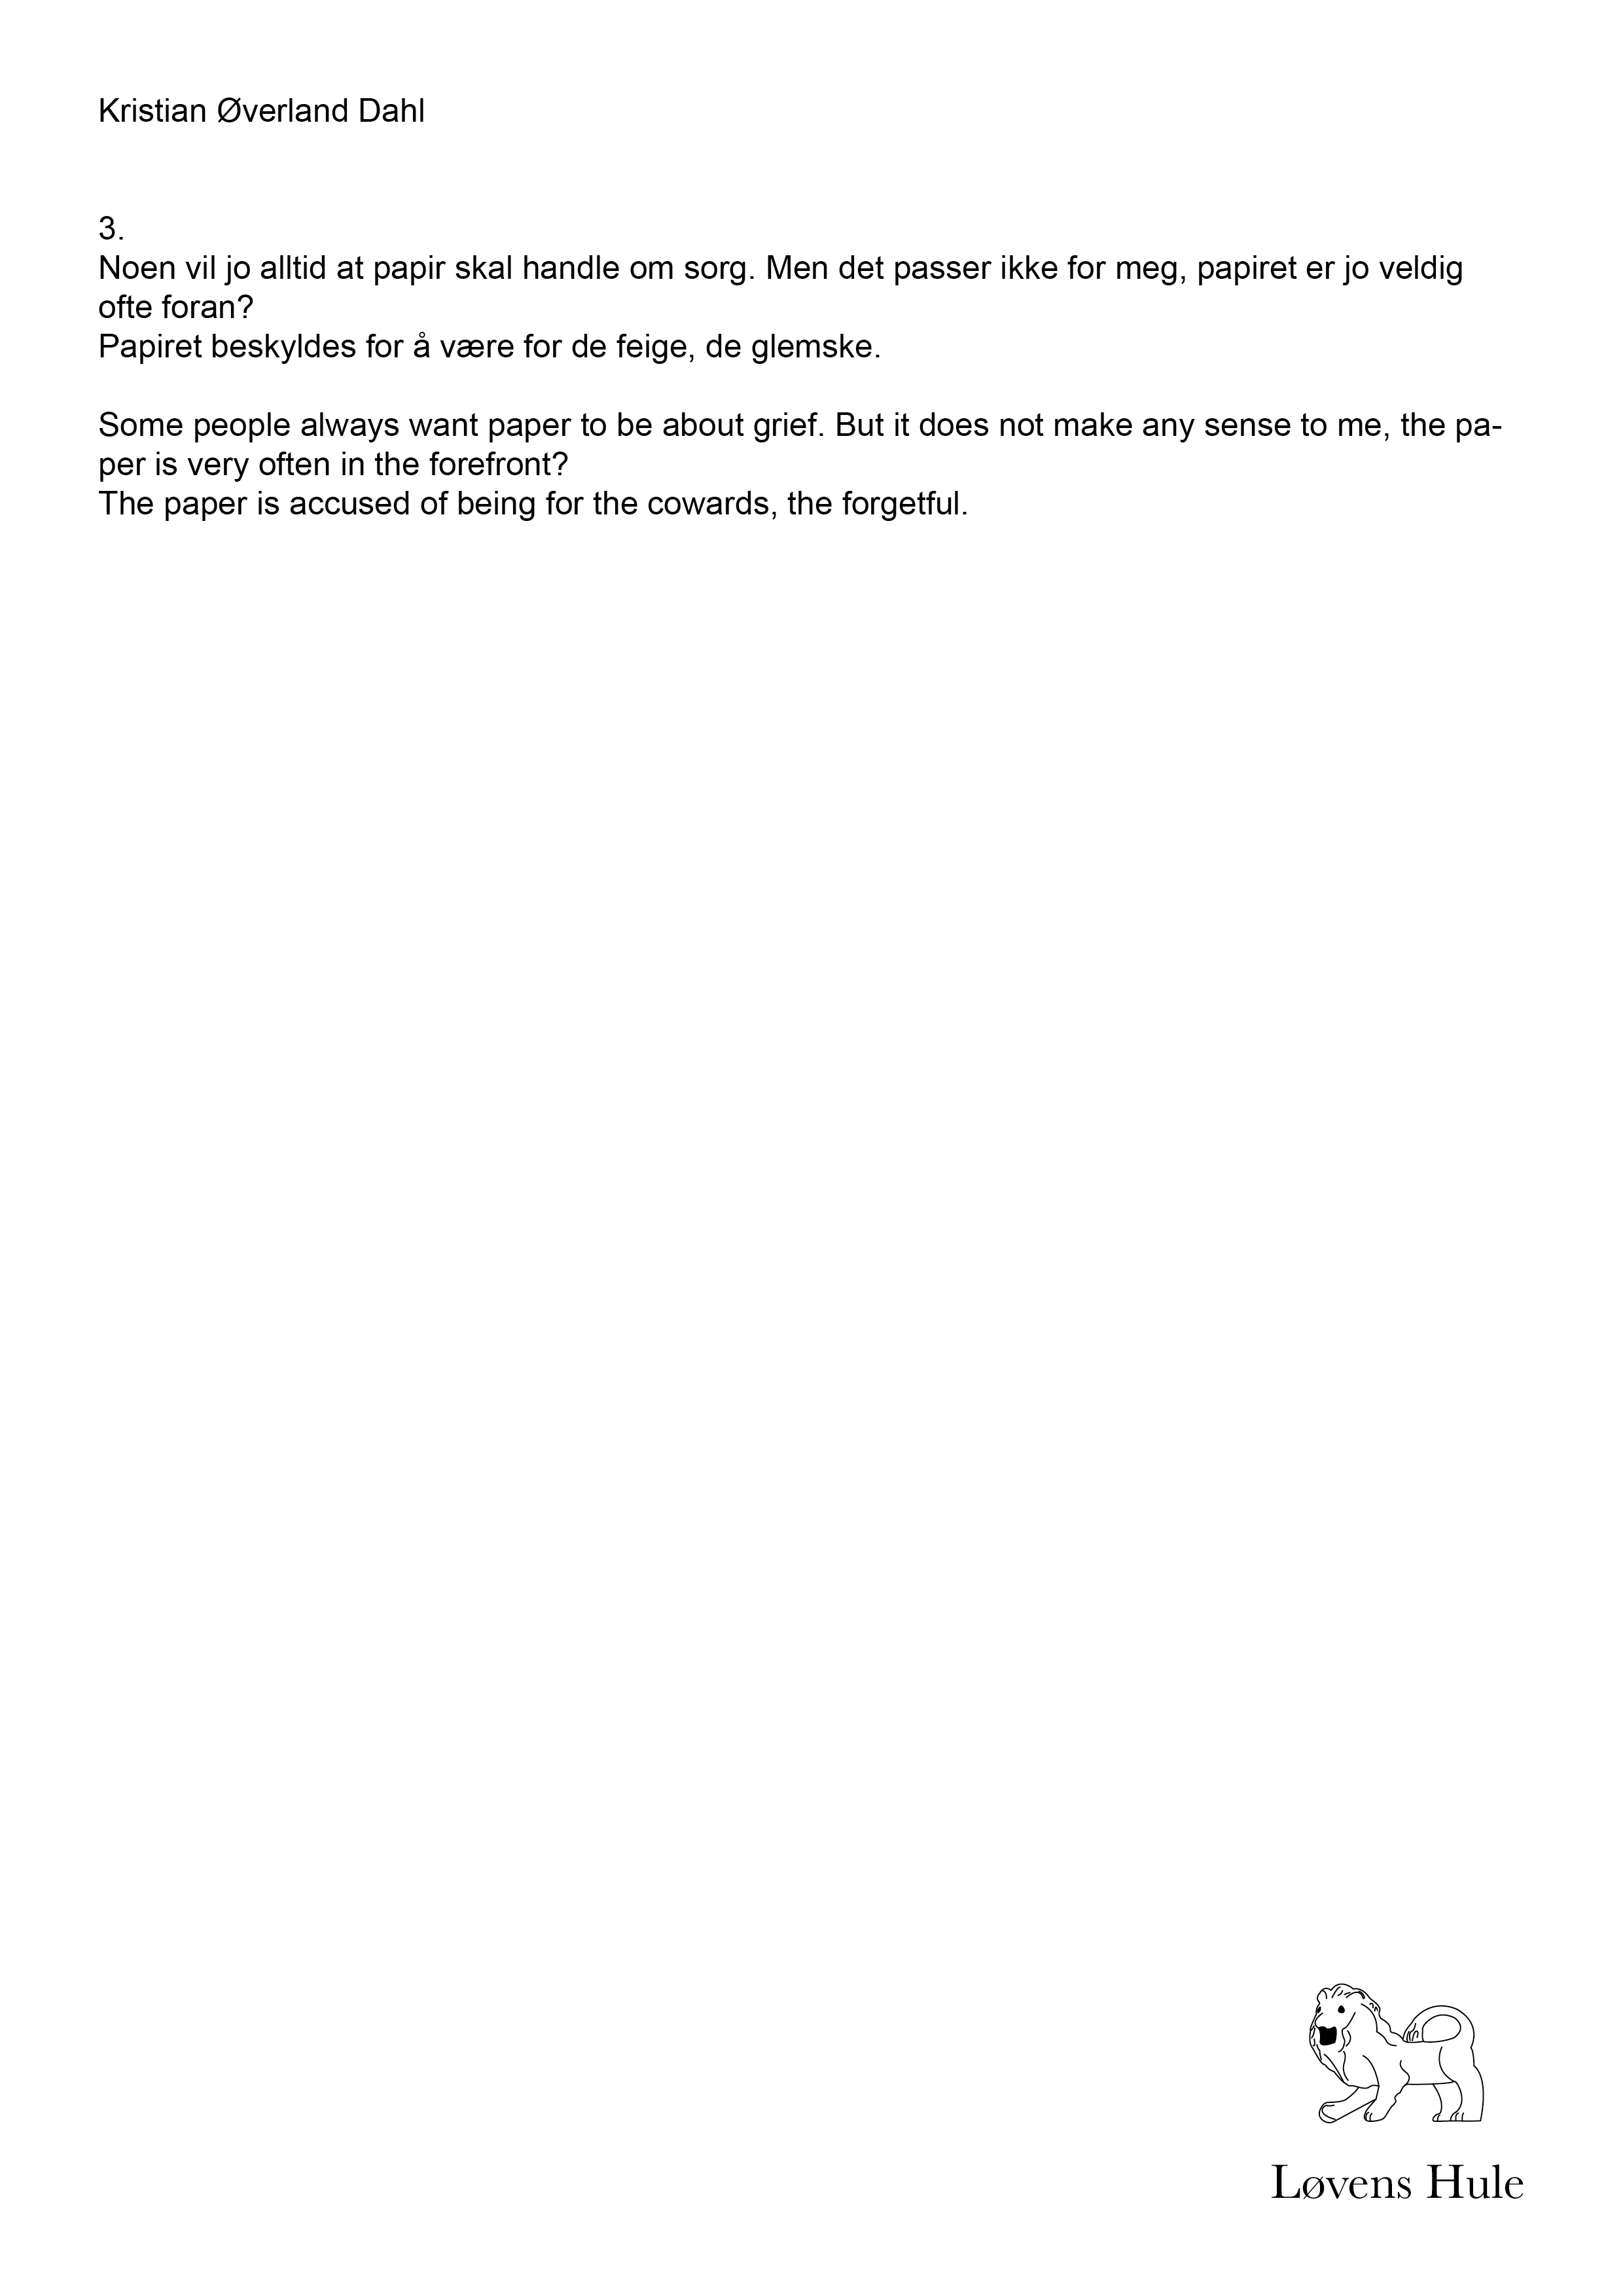 Kristian Øverland Dahl
3.
Noen vil jo alltid at papir skal handle om sorg. Men det passer ikke for meg, papiret er jo veldig
ofte foran?
Papiret beskyldes for å være for de feige, de glemske.
Some people always want paper to be about grief. But it does not make any sense to me, the pa-
per is very often in the forefront?
The paper is accused of being for the cowards, the forgetful.
Løvens Hule